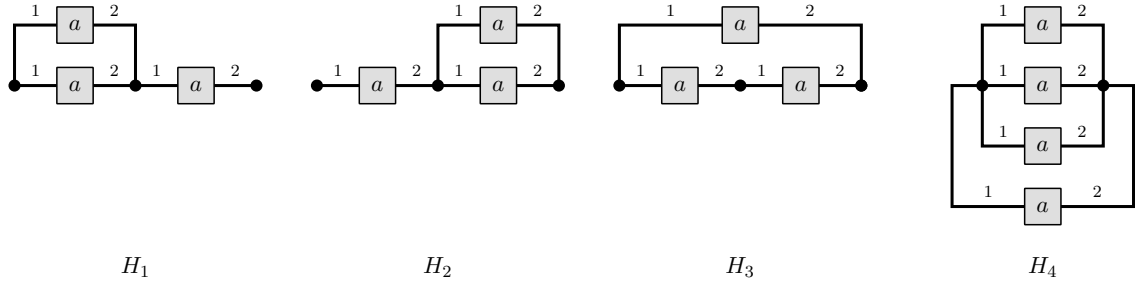 1 a 2 1 a 2 1 a 2 1 a 2
1 a 2 1 a 2 1 a 2 1 a 2 1 a 2 1 a 2 1 a 2
1 a 2
1 a 2
H₁ H₂ H₃ H₄